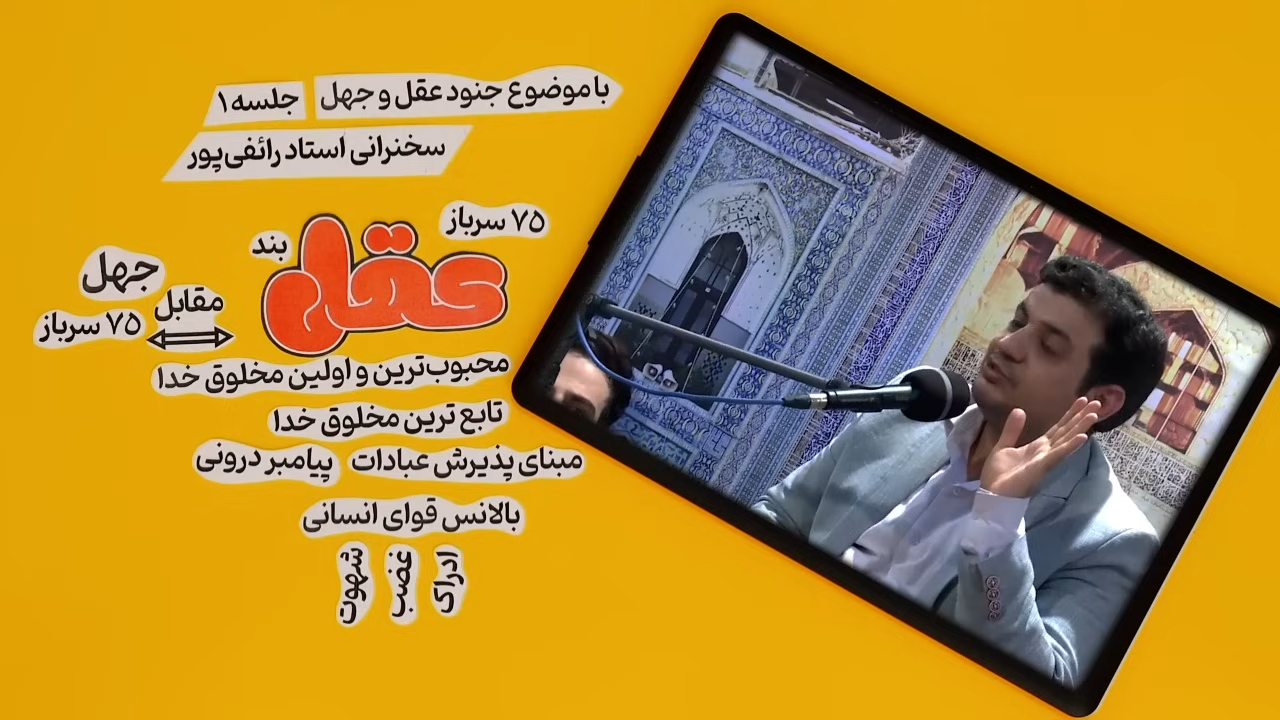 با موضوع جنود عقل و جهل جلسه ۱
سخنرانی استاد رائفی‌پور
۷۵ سرباز
عقل
بند
جهل
مقابل
۷۵ سرباز
محبوب‌ترین و اولین مخلوق خدا
تابع ترین مخلوق خدا
مبنای پذیرش عبادات پیامبر درونی
بالانس قوای انسانی
ادراک غضب شهوت